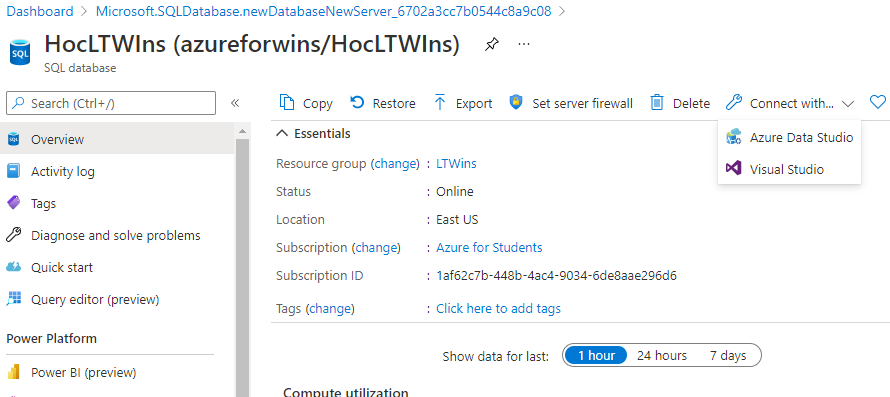 Dashboard > Microsoft.SQLDatabase.newDatabaseNewServer_6702a3cc7b0544c8a9c08 >
HocLTWIns (azureforwins/HocLTWIns)
SQL database
Search (Ctrl+/)
Copy Restore Export Set server firewall Delete Connect with...
Azure Data Studio
Visual Studio
Overview
Activity log
Tags
Diagnose and solve problems
Quick start
Query editor (preview)
Power Platform
Power BI (preview)
Essentials
Resource group (change) : LTWins
Status : Online
Location : East US
Subscription (change) : Azure for Students
Subscription ID : 1af62c7b-448b-4ac4-9034-6de8aae296d6
Tags (change) : Click here to add tags
Show data for last: 1 hour 24 hours 7 days
Compute utilization